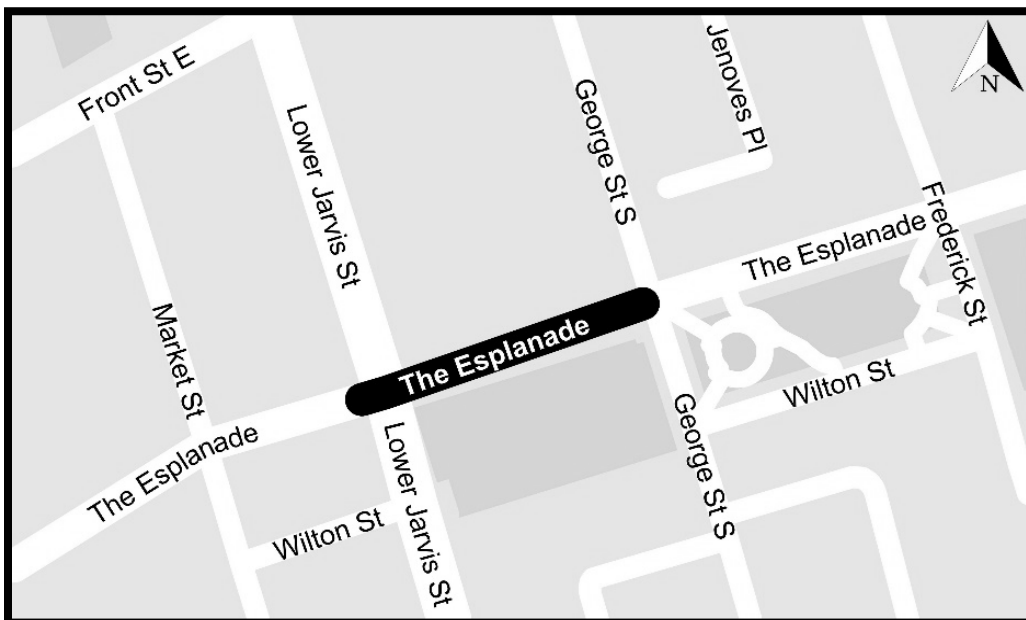 Front St E
Jenoves Pl
N
Lower Jarvis St
George St S
Frederick St
The Esplanade
Market St
The Esplanade
Wilton St
The Esplanade
George St S
Lower Jarvis St
Wilton St